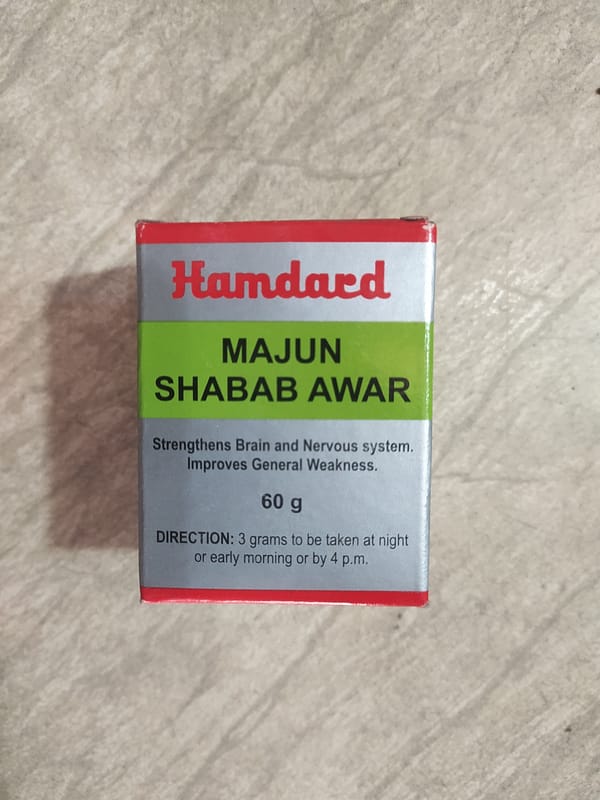 Hamdard
MAJUN
SHABAB AWAR
Strengthens Brain and Nervous system.
Improves General Weakness.
60 g
DIRECTION: 3 grams to be taken at night
or early morning or by 4 p.m.